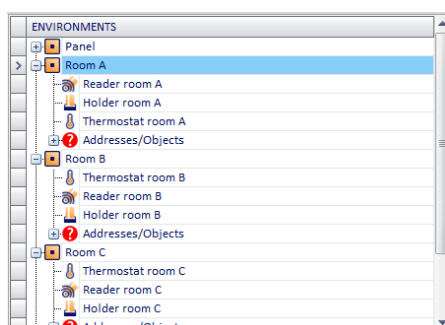 ENVIRONMENTS
Panel
Room A
Reader room A
Holder room A
Thermostat room A
Addresses/Objects
Room B
Thermostat room B
Reader room B
Holder room B
Addresses/Objects
Room C
Thermostat room C
Reader room C
Holder room C